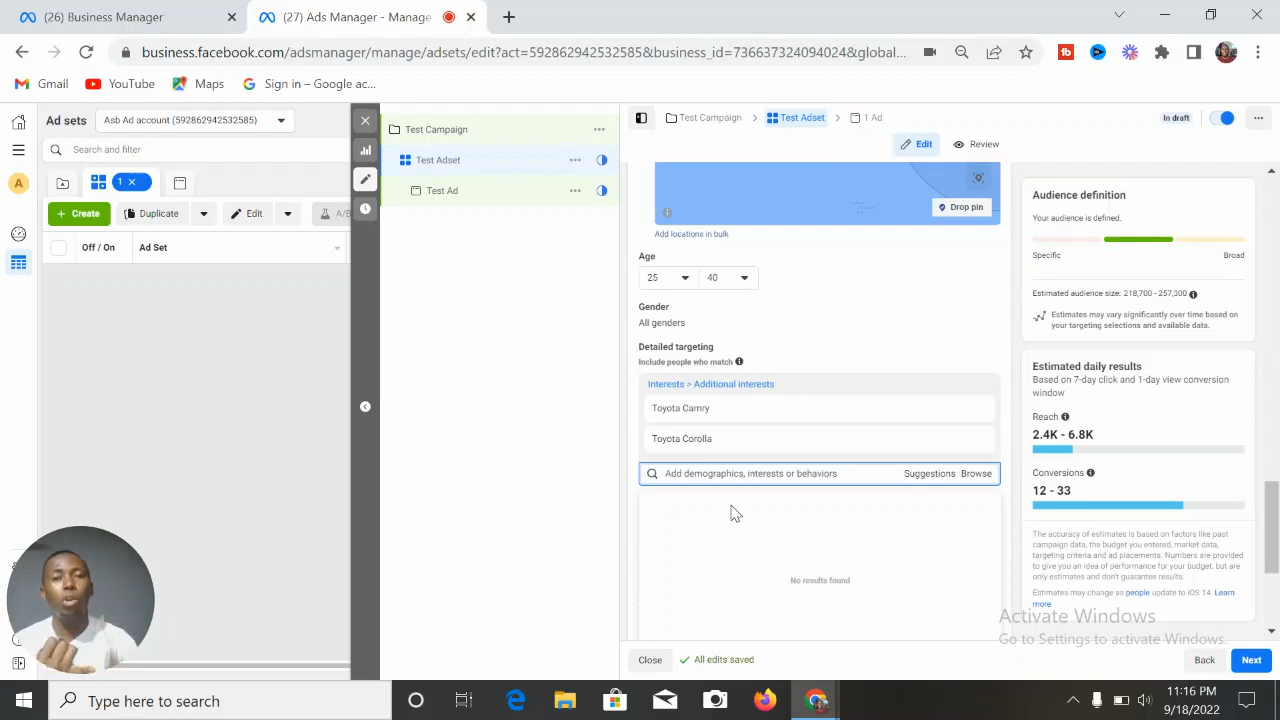 (26) Business Manager
(27) Ads Manager - Manage
business.facebook.com/adsmanager/manage/adsets/edit?act=592862942532585&business_id=7366373240940​24&global...
Gmail
YouTube
Maps
Sign in – Google ac...
Ad sets
Asb Ad account (592862942532585)
Search and filter
A
1
Create
Duplicate
Edit
A/B
Off / On
Ad Set
Test Campaign
Test Adset
Test Ad
Test Campaign
Test Adset
1 Ad
In draft
Edit
Review
Drop pin
Add locations in bulk
Age
25
40
Gender
All genders
Detailed targeting
Include people who match
Interests > Additional interests
Toyota Camry
Toyota Corolla
Add demographics, interests or behaviors
Suggestions
Browse
No results found
Audience definition
Your audience is defined.
Specific
Broad
Estimated audience size: 218,700 - 257,300
Estimates may vary significantly over time based on
your targeting selections and available data.
Estimated daily results
Based on 7-day click and 1-day view conversion
window
Reach
2.4K - 6.8K
Conversions
12 - 33
The accuracy of estimates is based on factors like past
campaign data, the budget you entered, market data,
targeting criteria and ad placements. Numbers are provided
to give you an idea of performance for your budget, but are
only estimates and don't guarantee results.
Estimates may change as people update to iOS 14. Learn
more
Activate Windows
Go to Settings to activate Windows.
Close
All edits saved
Back
Next
Type here to search
11:16 PM
9/18/2022